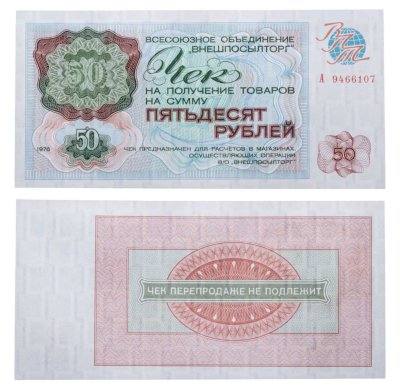 ВСЕСОЮЗНОЕ ОБЪЕДИНЕНИЕ
"ВНЕШПОСЫЛТОРГ"
50
Чек
ВПТ
А 9466107
НА ПОЛУЧЕНИЕ ТОВАРОВ
НА СУММУ
ПЯТЬДЕСЯТ
РУБЛЕЙ
1976
50
ЧЕК ПРЕДНАЗНАЧЕН ДЛЯ РАСЧЕТОВ В МАГАЗИНАХ,
ОСУЩЕСТВЛЯЮЩИХ ОПЕРАЦИИ
В/О „ВНЕШПОСЫЛТОРГ"
50
ЧЕК ПЕРЕПРОДАЖЕ НЕ ПОДЛЕЖИТ